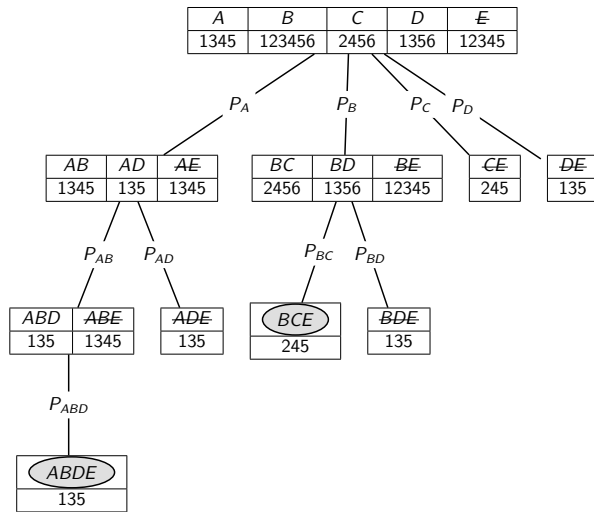 A B C D E
1345 123456 2456 1356 12345
P_A P_B P_C P_D
AB AD AE BC BD BE CE DE
1345 135 1345 2456 1356 12345 245 135
P_AB P_AD P_BC P_BD
ABD ABE ADE BCE BDE
135 1345 135 245 135
P_ABD
ABDE
135